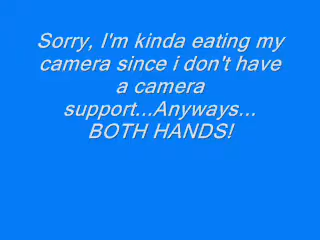 Sorry, I'm kinda eating my
camera since i don't have
a camera
support...Anyways...
BOTH HANDS!